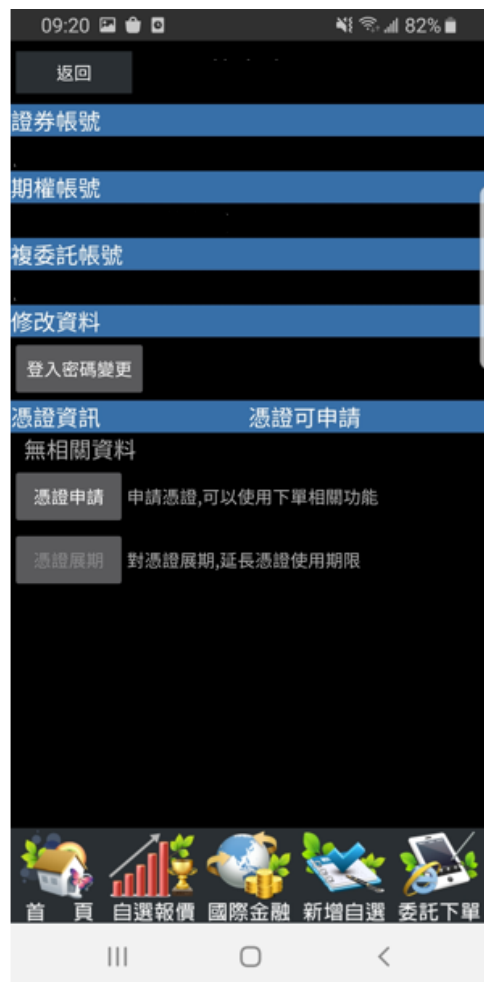 09:20 82%
返回
證券帳號
期權帳號
複委託帳號
修改資料
登入密碼變更
憑證資訊 憑證可申請
無相關資料
憑證申請 申請憑證,可以使用下單相關功能
憑證展期 對憑證展期,延長憑證使用期限
首 頁 自選報價 國際金融 新增自選 委託下單